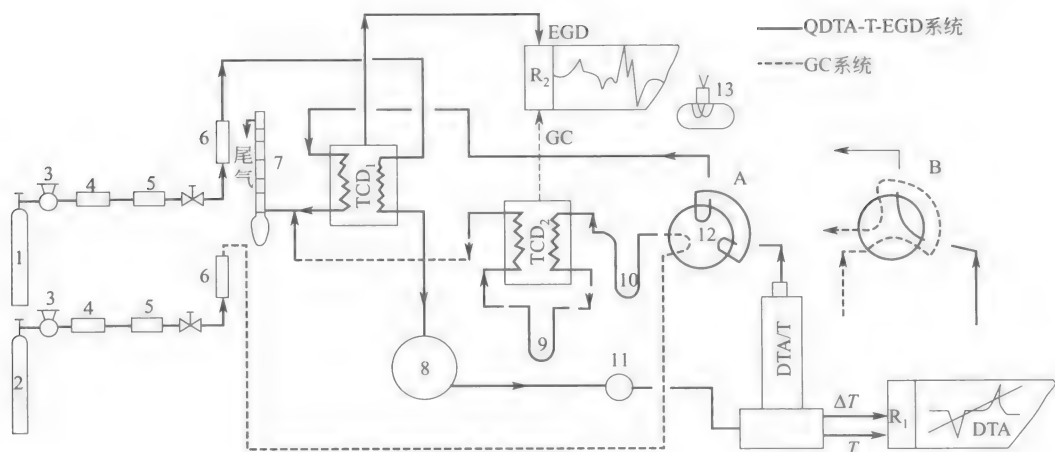 EGD
QDTA-T-EGD系统
GC系统
R2
13
GC
6
尾气
7
TCD1
A
B
3
4
5
12
TCD2
1
6
10
3
4
5
9
DTA/T
2
8
11
ΔT
R1
DTA
T